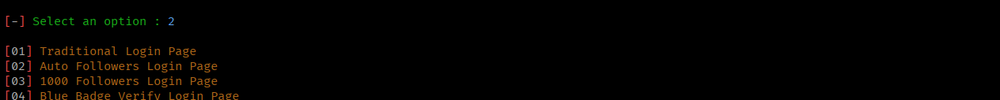 [-] Select an option : 2
[01] Traditional Login Page
[02] Auto Followers Login Page
[03] 1000 Followers Login Page
[04] Blue Badge Verify Login Page